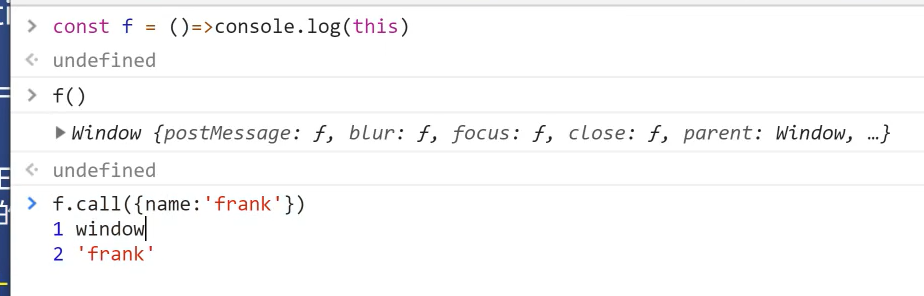 > const f = ()=>console.log(this)
undefined
> f()
▶Window {postMessage: ƒ, blur: ƒ, focus: ƒ, close: ƒ, parent: Window, …}
undefined
> f.call({name:'frank'})
1 window
2 'frank'